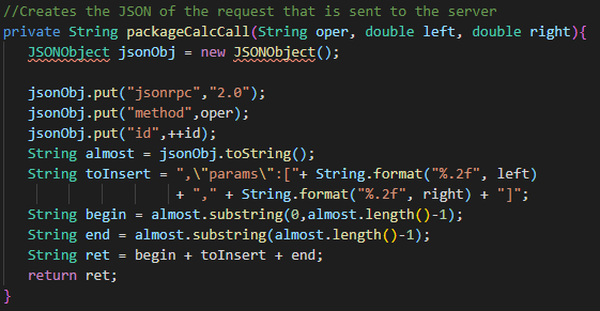 //Creates the JSON of the request that is sent to the server
private String packageCalcCall(String oper, double left, double right){
JSONObject jsonObj = new JSONObject();
jsonObj.put("jsonrpc","2.0");
jsonObj.put("method",oper);
jsonObj.put("id",++id);
String almost = jsonObj.toString();
String toInsert = ",\"params\":["+ String.format("%.2f", left)
+ "," + String.format("%.2f", right) + "]";
String begin = almost.substring(0,almost.length()-1);
String end = almost.substring(almost.length()-1);
String ret = begin + toInsert + end;
return ret;
}